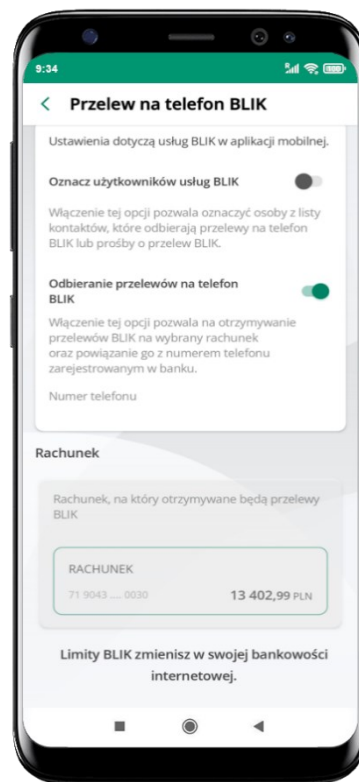 9:34
Przelew na telefon BLIK
Ustawienia dotyczą usług BLIK w aplikacji mobilnej.
Oznacz użytkowników usług BLIK
Włączenie tej opcji pozwala oznaczyć osoby z listy
kontaktów, które odbierają przelewy na telefon
BLIK lub prośby o przelew BLIK.
Odbieranie przelewów na telefon
BLIK
Włączenie tej opcji pozwala na otrzymywanie
przelewów BLIK na wybrany rachunek
oraz powiązanie go z numerem telefonu
zarejestrowanym w banku.
Numer telefonu
Rachunek
Rachunek, na który otrzymywane będą przelewy
BLIK
RACHUNEK
71 9043 .... 0030 13 402,99 PLN
Limity BLIK zmienisz w swojej bankowości
internetowej.